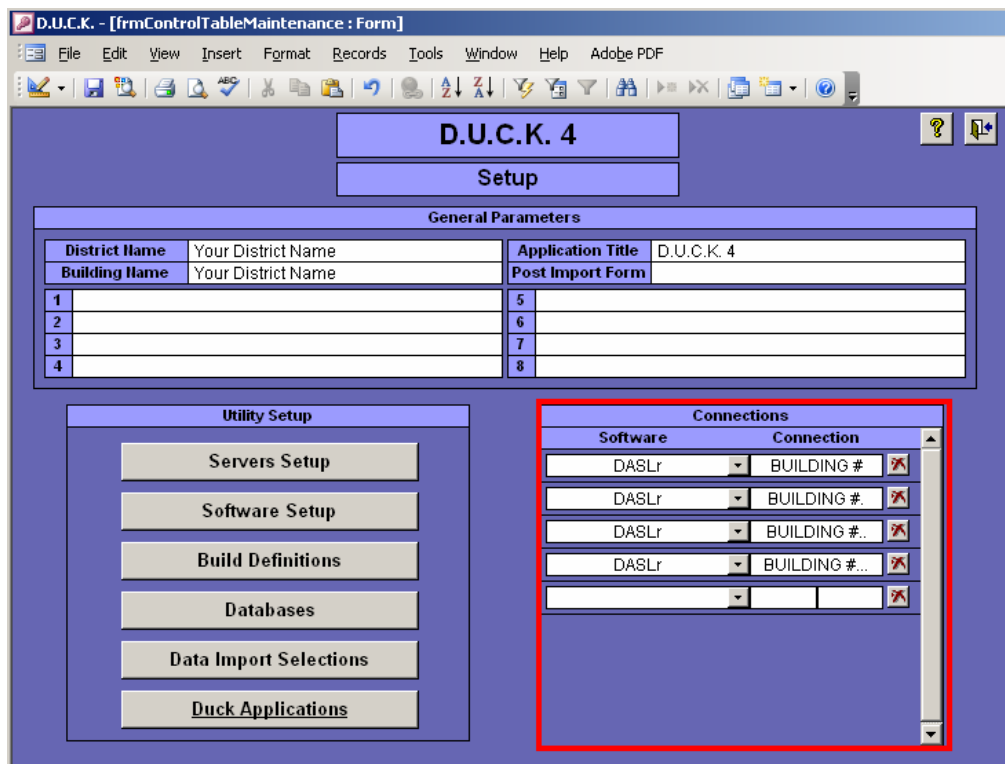 D.U.C.K. - [frmControlTableMaintenance : Form]
File Edit View Insert Format Records Tools Window Help Adobe PDF
D.U.C.K. 4
Setup
General Parameters
District Name Your District Name Application Title D.U.C.K. 4
Building Name Your District Name Post Import Form
1 5
2 6
3 7
4 8
Utility Setup
Servers Setup
Software Setup
Build Definitions
Databases
Data Import Selections
Duck Applications
Connections
Software Connection
DASLr BUILDING #
DASLr BUILDING #.
DASLr BUILDING #..
DASLr BUILDING #...